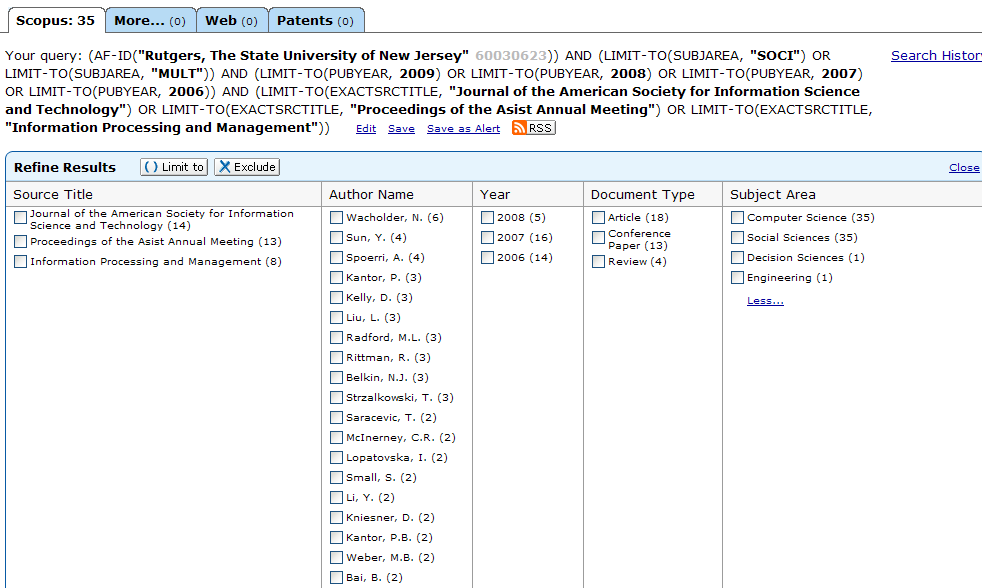 Scopus: 35 More... (0) Web (0) Patents (0)
Your query: (AF-ID("Rutgers, The State University of New Jersey" 60030623)) AND (LIMIT-TO(SUBJAREA, "SOCI") OR
LIMIT-TO(SUBJAREA, "MULT")) AND (LIMIT-TO(PUBYEAR, 2009) OR LIMIT-TO(PUBYEAR, 2008) OR LIMIT-TO(PUBYEAR, 2007)
OR LIMIT-TO(PUBYEAR, 2006)) AND (LIMIT-TO(EXACTSRCTITLE, "Journal of the American Society for Information Science
and Technology") OR LIMIT-TO(EXACTSRCTITLE, "Proceedings of the Asist Annual Meeting") OR LIMIT-TO(EXACTSRCTITLE,
"Information Processing and Management")) Edit Save Save as Alert RSS
Search History
Refine Results Limit to Exclude Close
Source Title
Journal of the American Society for Information
Science and Technology (14)
Proceedings of the Asist Annual Meeting (13)
Information Processing and Management (8)
Author Name
Wacholder, N. (6)
Sun, Y. (4)
Spoerri, A. (4)
Kantor, P. (3)
Kelly, D. (3)
Liu, L. (3)
Radford, M.L. (3)
Rittman, R. (3)
Belkin, N.J. (3)
Strzalkowski, T. (3)
Saracevic, T. (2)
McInerney, C.R. (2)
Lopatovska, I. (2)
Small, S. (2)
Li, Y. (2)
Kniesner, D. (2)
Kantor, P.B. (2)
Weber, M.B. (2)
Bai, B. (2)
Year
2008 (5)
2007 (16)
2006 (14)
Document Type
Article (18)
Conference
Paper (13)
Review (4)
Subject Area
Computer Science (35)
Social Sciences (35)
Decision Sciences (1)
Engineering (1)
Less...